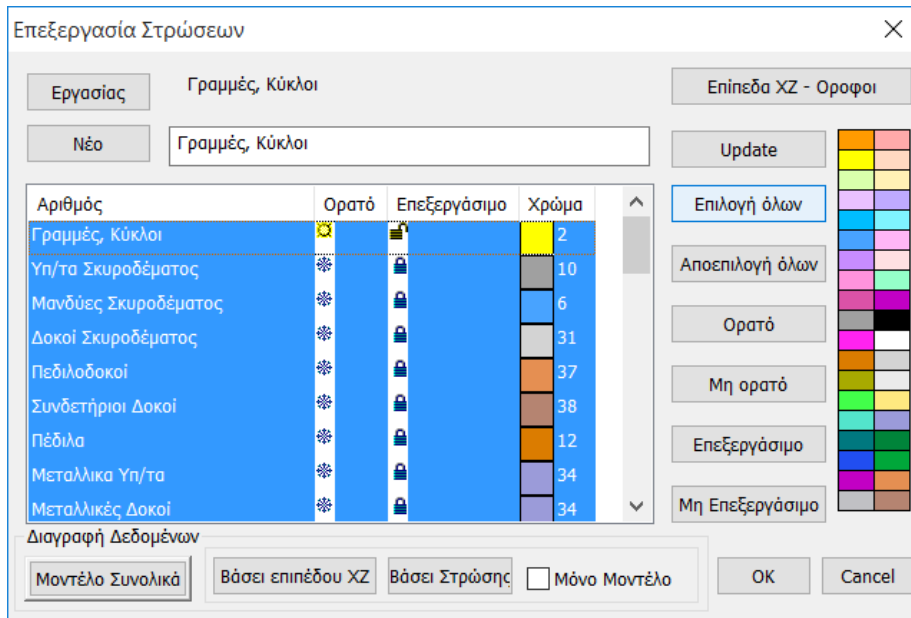 Επεξεργασία Στρώσεων
Εργασίας Γραμμές, Κύκλοι Επίπεδα XZ - Οροφοι
Νέο Γραμμές, Κύκλοι Update
Αριθμός Ορατό Επεξεργάσιμο Χρώμα Επιλογή όλων
Γραμμές, Κύκλοι 2
Υπ/τα Σκυροδέματος 10 Αποεπιλογή όλων
Μανδύες Σκυροδέματος 6
Δοκοί Σκυροδέματος 31 Ορατό
Πεδιλοδοκοί 37 Μη ορατό
Συνδετήριοι Δοκοί 38
Πέδιλα 12 Επεξεργάσιμο
Μεταλλικα Υπ/τα 34
Μεταλλικές Δοκοί 34 Μη Επεξεργάσιμο
Διαγραφή Δεδομένων
Μοντέλο Συνολικά Βάσει επιπέδου XZ Βάσει Στρώσης Μόνο Μοντέλο OK Cancel